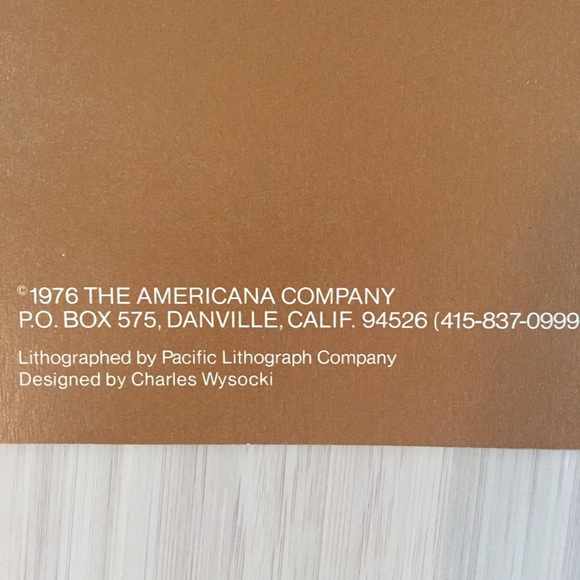 ©1976 THE AMERICANA COMPANY
P.O. BOX 575, DANVILLE, CALIF. 94526 (415-837-0999
Lithographed by Pacific Lithograph Company
Designed by Charles Wysocki